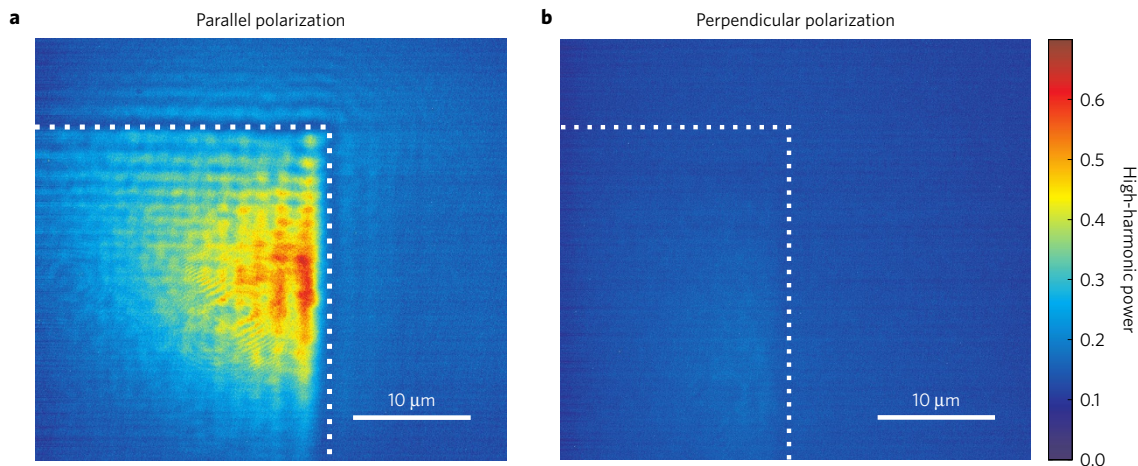 a
Parallel polarization
10 µm
b
Perpendicular polarization
10 µm
0.6
0.5
0.4
0.3
0.2
0.1
0.0
High-harmonic power